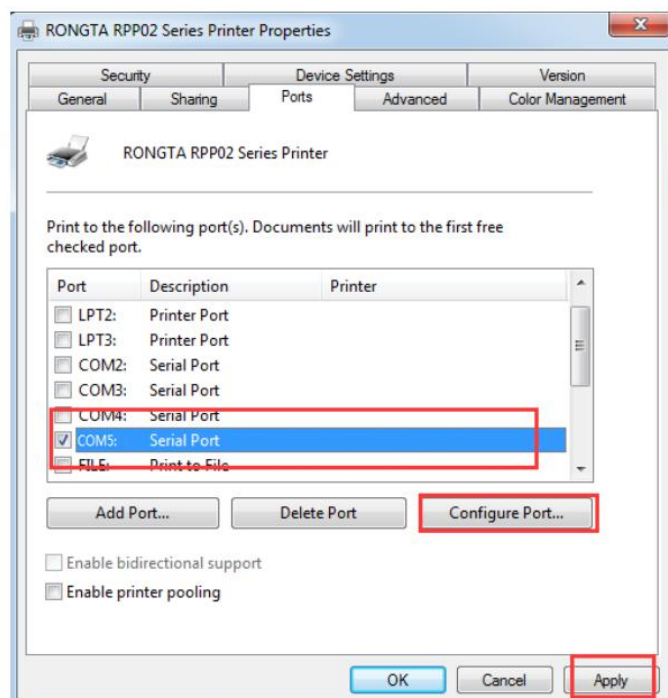 RONGTA RPP02 Series Printer Properties
Security Device Settings Version
General Sharing Ports Advanced Color Management
RONGTA RPP02 Series Printer
Print to the following port(s). Documents will print to the first free
checked port.
Port Description Printer
LPT2: Printer Port
LPT3: Printer Port
COM2: Serial Port
COM3: Serial Port
COM4: Serial Port
COM5: Serial Port
FILE: Print to File
Add Port... Delete Port Configure Port...
Enable bidirectional support
Enable printer pooling
OK Cancel Apply